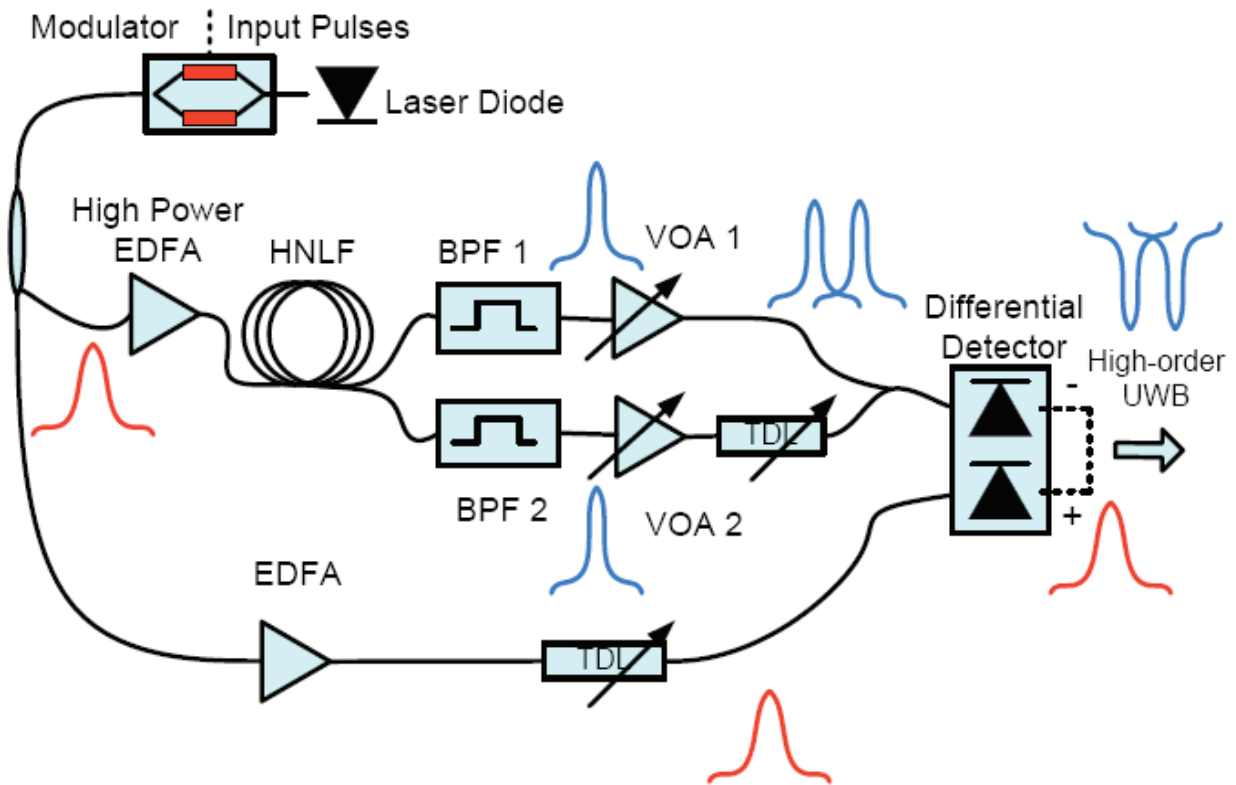 Modulator
Input Pulses
Laser Diode
High Power
EDFA
HNLF
BPF 1
VOA 1
Differential
Detector
-
High-order
UWB
TDL
BPF 2
VOA 2
+
EDFA
TDL